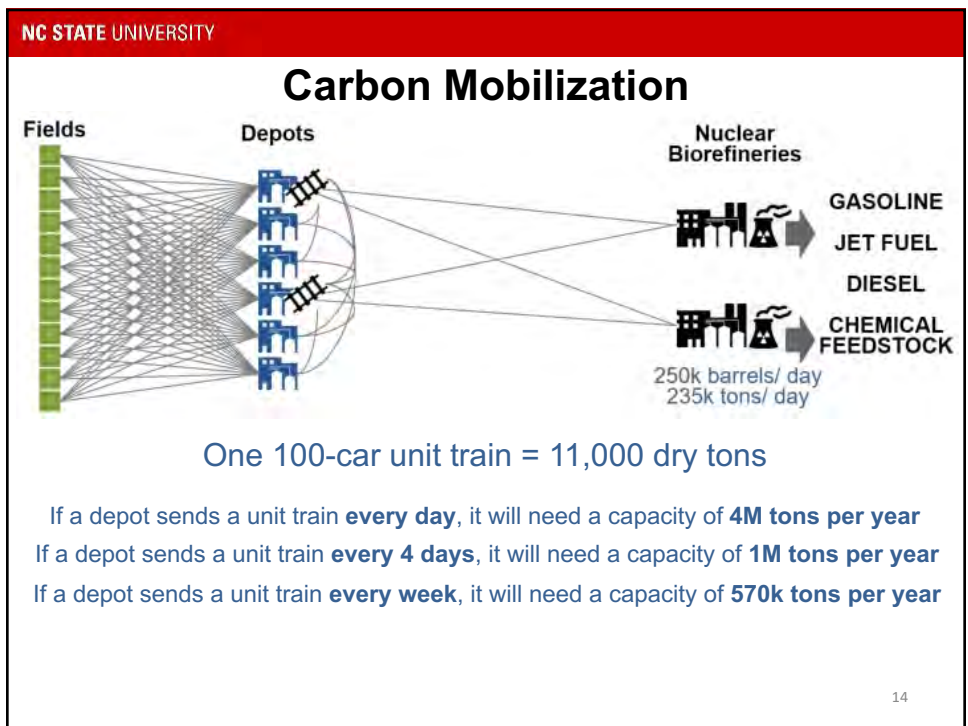 NC STATE UNIVERSITY
Carbon Mobilization
Fields
Depots
Nuclear
Biorefineries
GASOLINE
JET FUEL
DIESEL
CHEMICAL
FEEDSTOCK
250k barrels/ day
235k tons/ day
One 100-car unit train = 11,000 dry tons
If a depot sends a unit train every day, it will need a capacity of 4M tons per year
If a depot sends a unit train every 4 days, it will need a capacity of 1M tons per year
If a depot sends a unit train every week, it will need a capacity of 570k tons per year
14